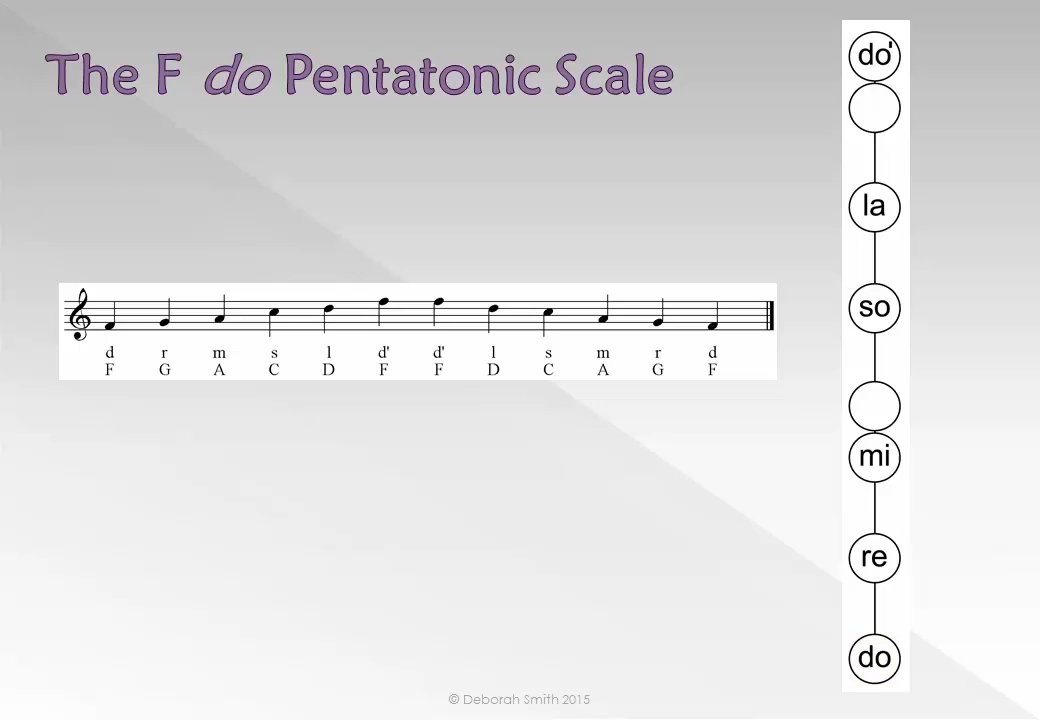 The F do Pentatonic Scale
d r m s l d' d' l s m r d
F G A C D F F D C A G F
do'
la
so
mi
re
do
© Deborah Smith 2015